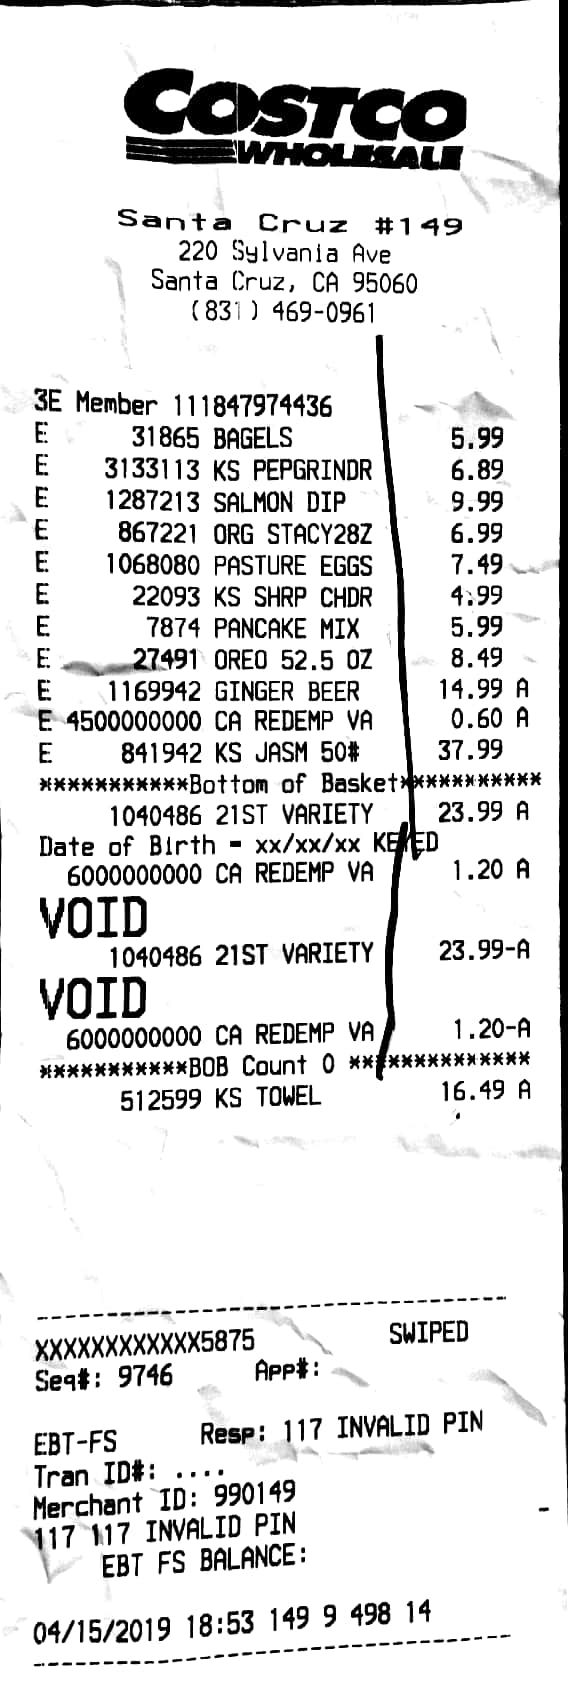 COSTCO
WHOLESALE
Santa Cruz #149
220 Sylvania Ave
Santa Cruz, CA 95060
(831) 469-0961
3E Member 111847974436
E 31865 BAGELS 5.99
E 3133113 KS PEPGRINDR 6.89
E 1287213 SALMON DIP 9.99
E 867221 ORG STACY28Z 6.99
E 1068080 PASTURE EGGS 7.49
E 22093 KS SHRP CHDR 4.99
E 7874 PANCAKE MIX 5.99
E 27491 OREO 52.5 OZ 8.49
E 1169942 GINGER BEER 14.99 A
E 4500000000 CA REDEMP VA 0.60 A
E 841942 KS JASM 50# 37.99
***********Bottom of Basket***********
1040486 21ST VARIETY 23.99 A
Date of Birth - xx/xx/xx KEYED
6000000000 CA REDEMP VA 1.20 A
VOID
1040486 21ST VARIETY 23.99-A
VOID
6000000000 CA REDEMP VA 1.20-A
***********BOB Count 0 **************
512599 KS TOWEL 16.49 A
XXXXXXXXXXXX5875 SWIPED
Seq#: 9746 App#:
EBT-FS Resp: 117 INVALID PIN
Tran ID#: ....
Merchant ID: 990149
117 117 INVALID PIN
EBT FS BALANCE:
04/15/2019 18:53 149 9 498 14